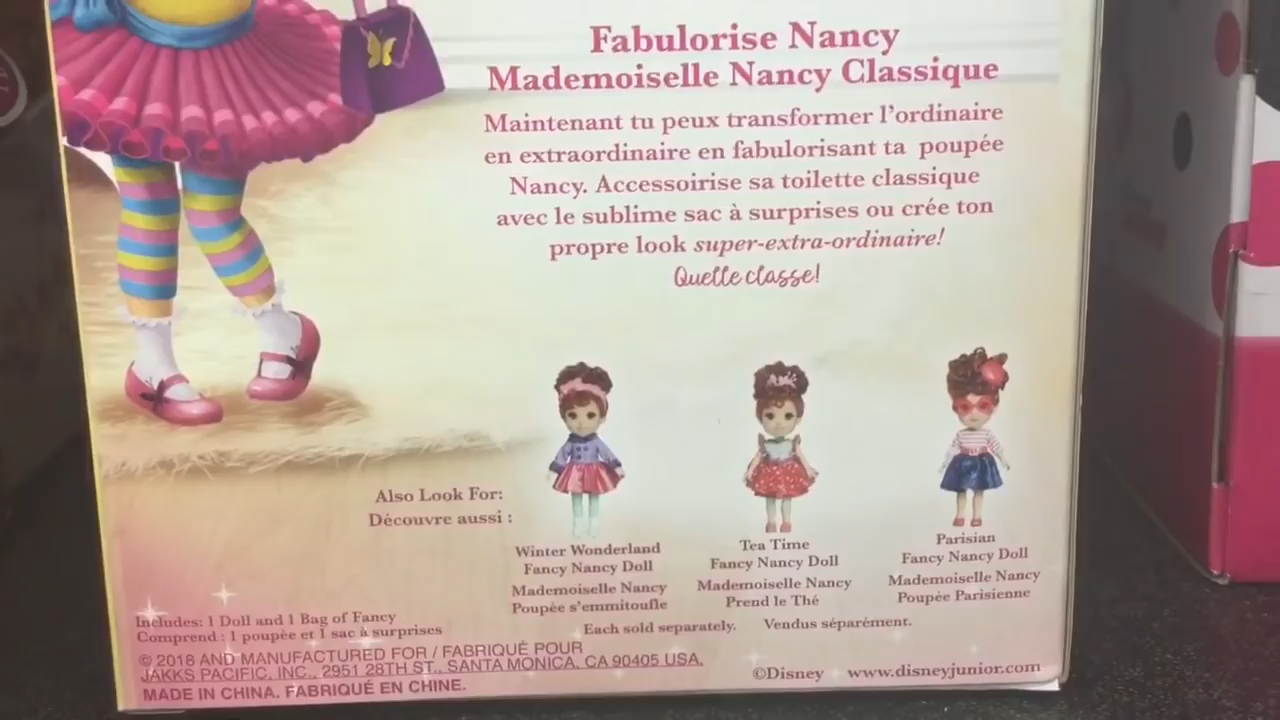 Fabulorise Nancy
Mademoiselle Nancy Classique
Maintenant tu peux transformer l'ordinaire
en extraordinaire en fabulorisant ta poupée
Nancy. Accessoirise sa toilette classique
avec le sublime sac à surprises ou crée ton
propre look super-extra-ordinaire!
Quelle classe!
Also Look For:
Découvre aussi :
Winter Wonderland
Fancy Nancy Doll
Mademoiselle Nancy
Poupée s'emmitoufle
Tea Time
Fancy Nancy Doll
Mademoiselle Nancy
Prend le Thé
Parisian
Fancy Nancy Doll
Mademoiselle Nancy
Poupée Parisienne
Each sold separately. Vendus séparément.
Includes: 1 Doll and 1 Bag of Fancy
Comprend : 1 poupée et 1 sac à surprises
© 2018 AND MANUFACTURED FOR / FABRIQUÉ POUR
JAKKS PACIFIC, INC., 2951 28TH ST., SANTA MONICA, CA 90405 USA.
MADE IN CHINA. FABRIQUÉ EN CHINE.
©Disney www.disneyjunior.com